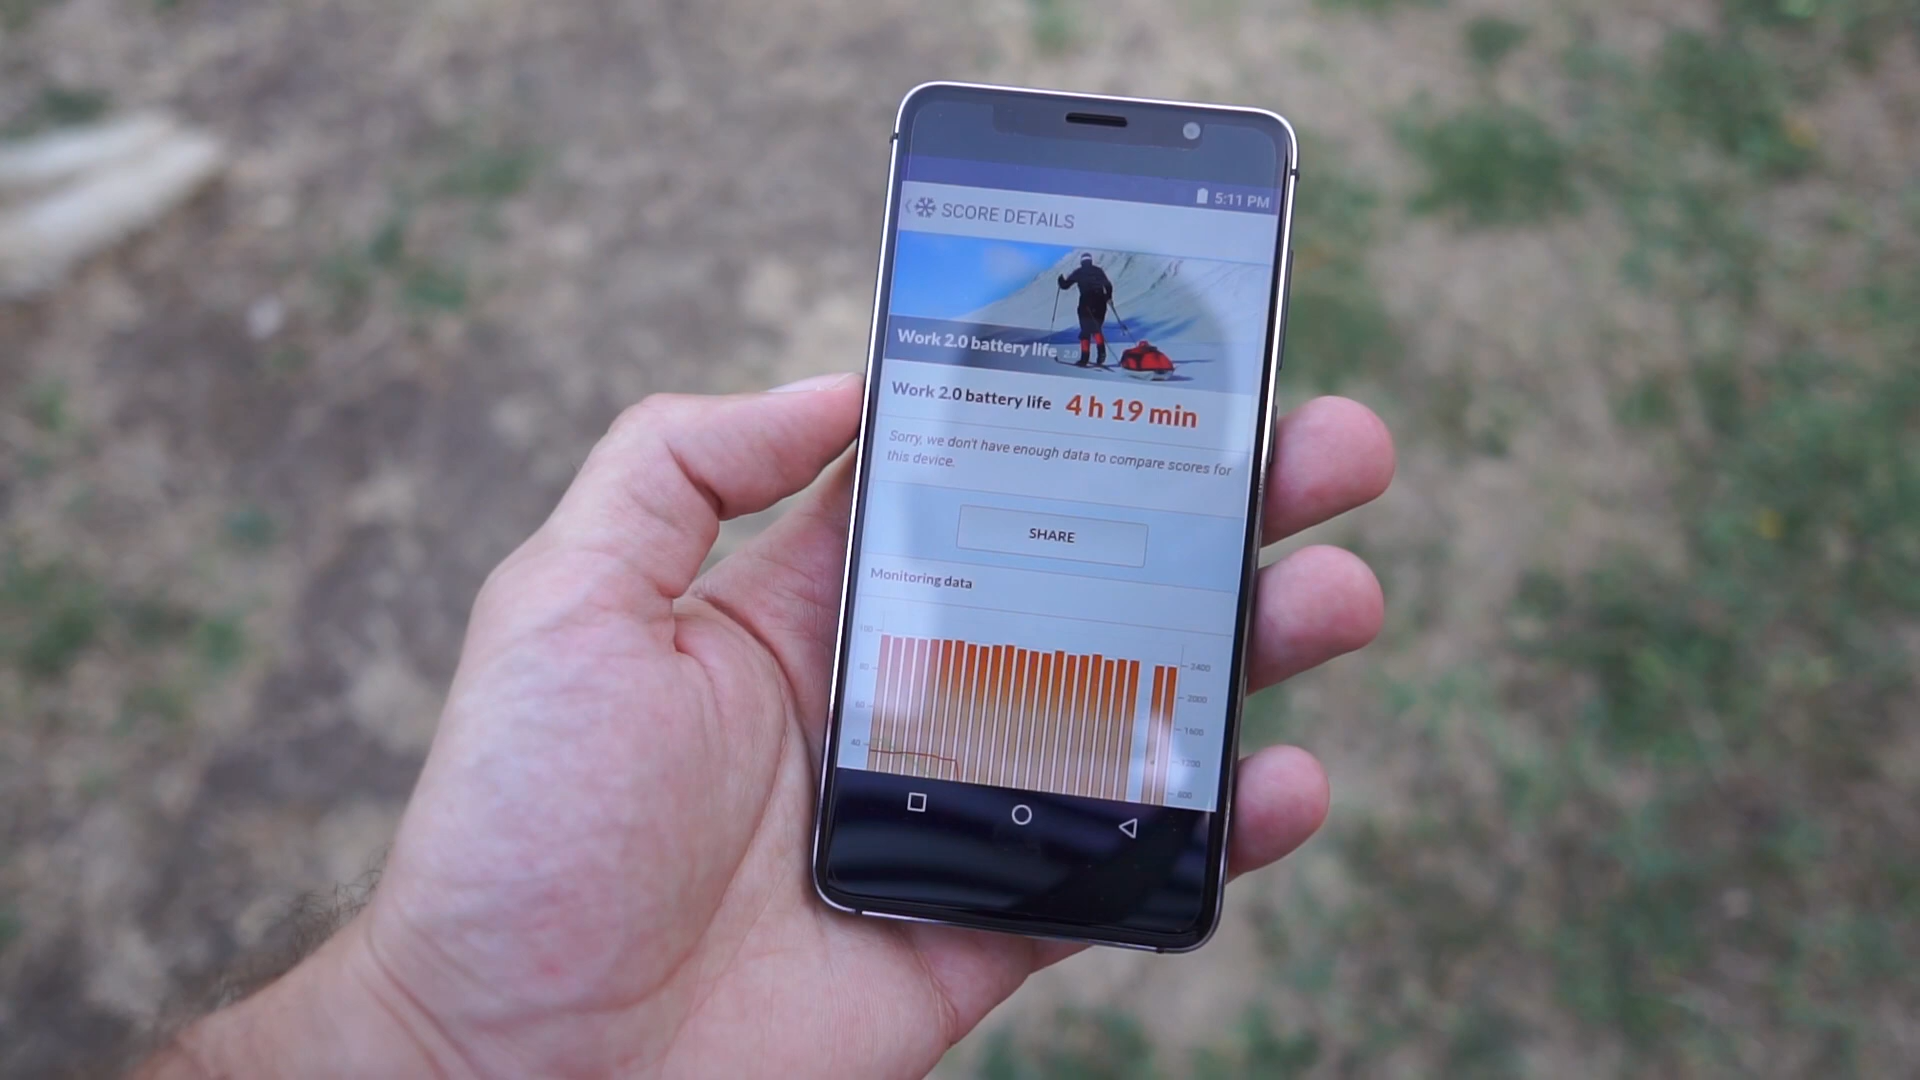 5:11 PM
SCORE DETAILS
Work 2.0 battery life 2.0
Work 2.0 battery life 4 h 19 min
Sorry, we don't have enough data to compare scores for
this device.
SHARE
Monitoring data
100
80
60
40
2400
2000
1600
1200
800